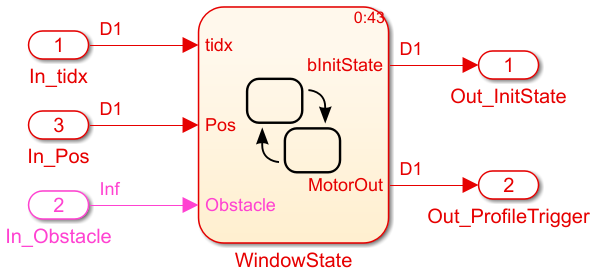 0:43
D1
1
In_tidx
tidx
bInitState
D1
1
Out_InitState
D1
3
In_Pos
Pos
Inf
2
In_Obstacle
Obstacle
MotorOut
D1
2
Out_ProfileTrigger
WindowState